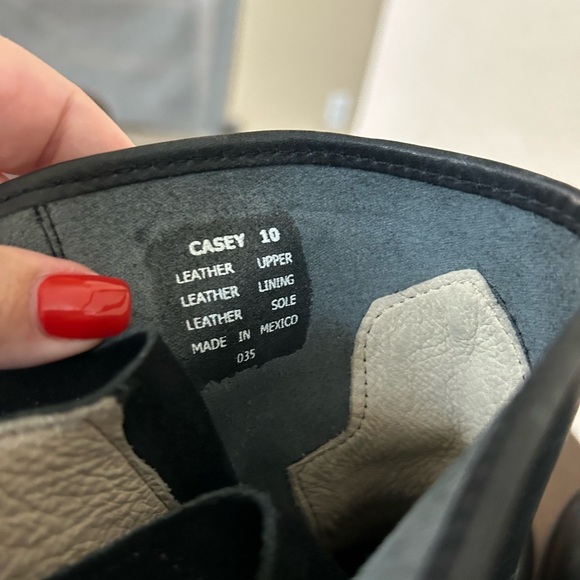 CASEY 10
LEATHER UPPER
LEATHER LINING
LEATHER SOLE
MADE IN MEXICO
035